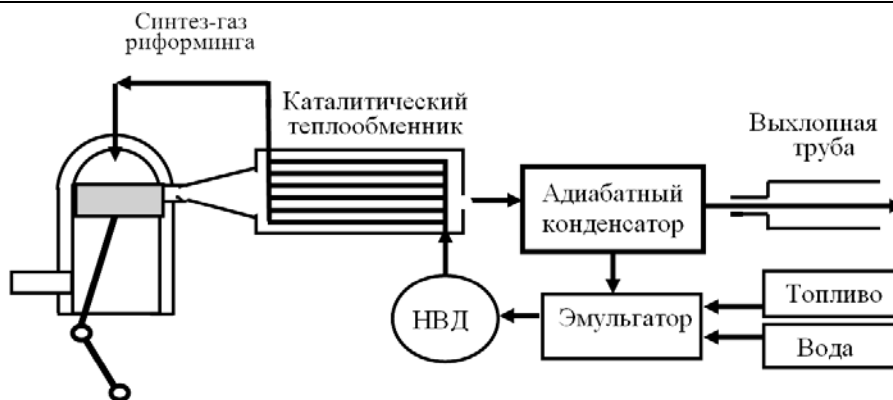 Синтез-газ
риформинга
Каталитический
теплообменник
Выхлопная
труба
Адиабатный
конденсатор
НВД
Эмульгатор
Топливо
Вода